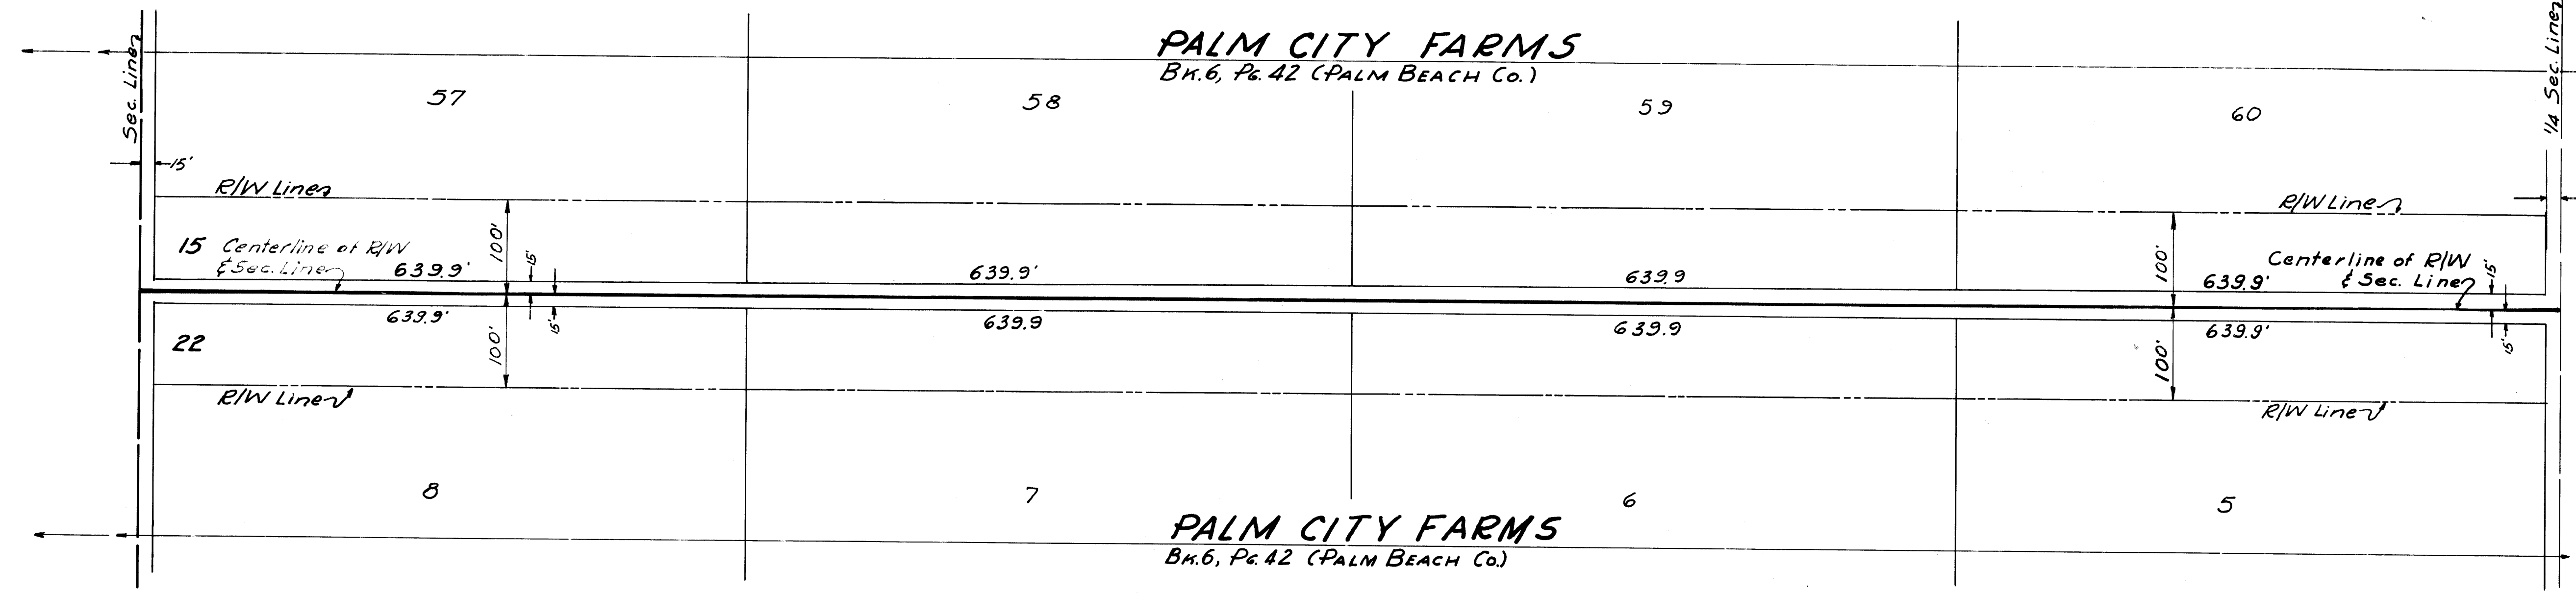 PALM CITY FARMS
BK.6, PG. 42 (PALM BEACH CO.)
Sec. Line
1/4 Sec. Line
57
58
59
60
15'
R/W Line
R/W Line
100'
100'
15 Centerline of R/W
& Sec. Line
639.9'
15'
639.9'
639.9
639.9'
Centerline of R/W
& Sec. Line
15'
639.9'
15'
639.9
639.9
639.9'
15'
22
100'
100'
R/W Line
R/W Line
8
7
6
5
PALM CITY FARMS
BK.6, PG. 42 (PALM BEACH CO.)